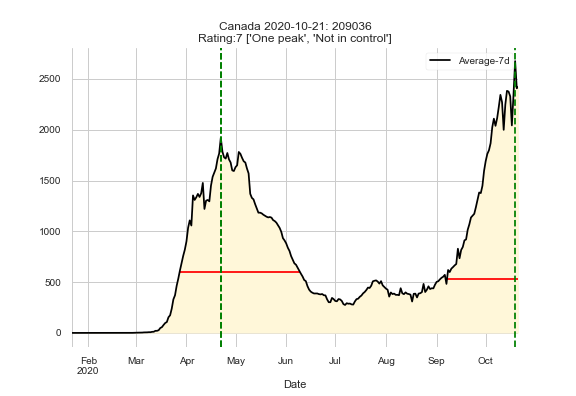 Canada 2020-10-21: 209036
Rating:7 ['One peak', 'Not in control']
Average-7d
2500
2000
1500
1000
500
0
Feb Mar Apr May Jun Jul Aug Sep Oct
2020
Date